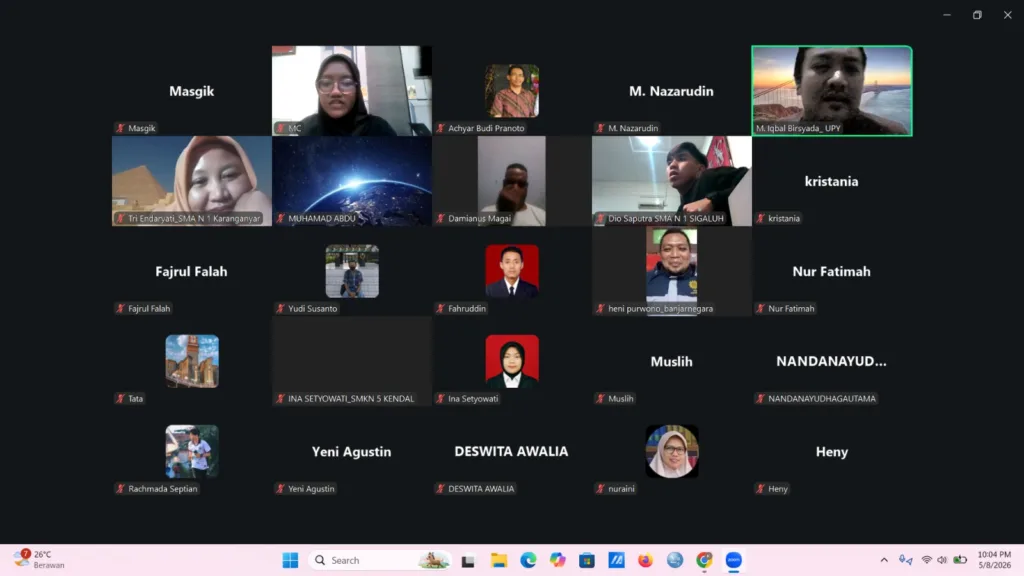 Masgik
M. Nazarudin
Masgik
MC
Achyar Budi Pranoto
M. Nazarudin
M. Iqbal Birsyada_ UPY
kristania
Tri Endaryati_SMA N 1 Karanganyar
MUHAMAD ABDU
Damianus Magai
Dio Saputra SMA N 1 SIGALUH
kristania
Fajrul Falah
Nur Fatimah
Fajrul Falah
Yudi Susanto
Fahruddin
heni purwono_banjarnegara
Nur Fatimah
Muslih
NANDANAYUD...
Tata
INA SETYOWATI_SMKN 5 KENDAL
Ina Setyowati
Muslih
NANDANAYUDHAGAUTAMA
Yeni Agustin
DESWITA AWALIA
Heny
Rachmada Septian
Yeni Agustin
DESWITA AWALIA
nuraini
Heny
7
26°C
Berawan
Search
zoom
10:04 PM
5/8/2026